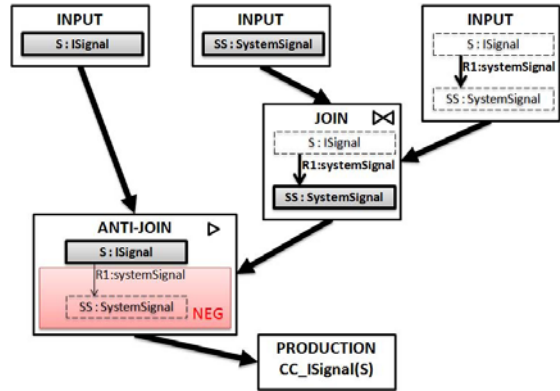 INPUT
S : ISignal
INPUT
SS : SystemSignal
INPUT
S : ISignal
R1:systemSignal
SS : SystemSignal
JOIN
S : ISignal
R1:systemSignal
SS : SystemSignal
ANTI-JOIN
S : ISignal
R1:systemSignal
SS : SystemSignal
NEG
PRODUCTION
CC_ISignal(S)